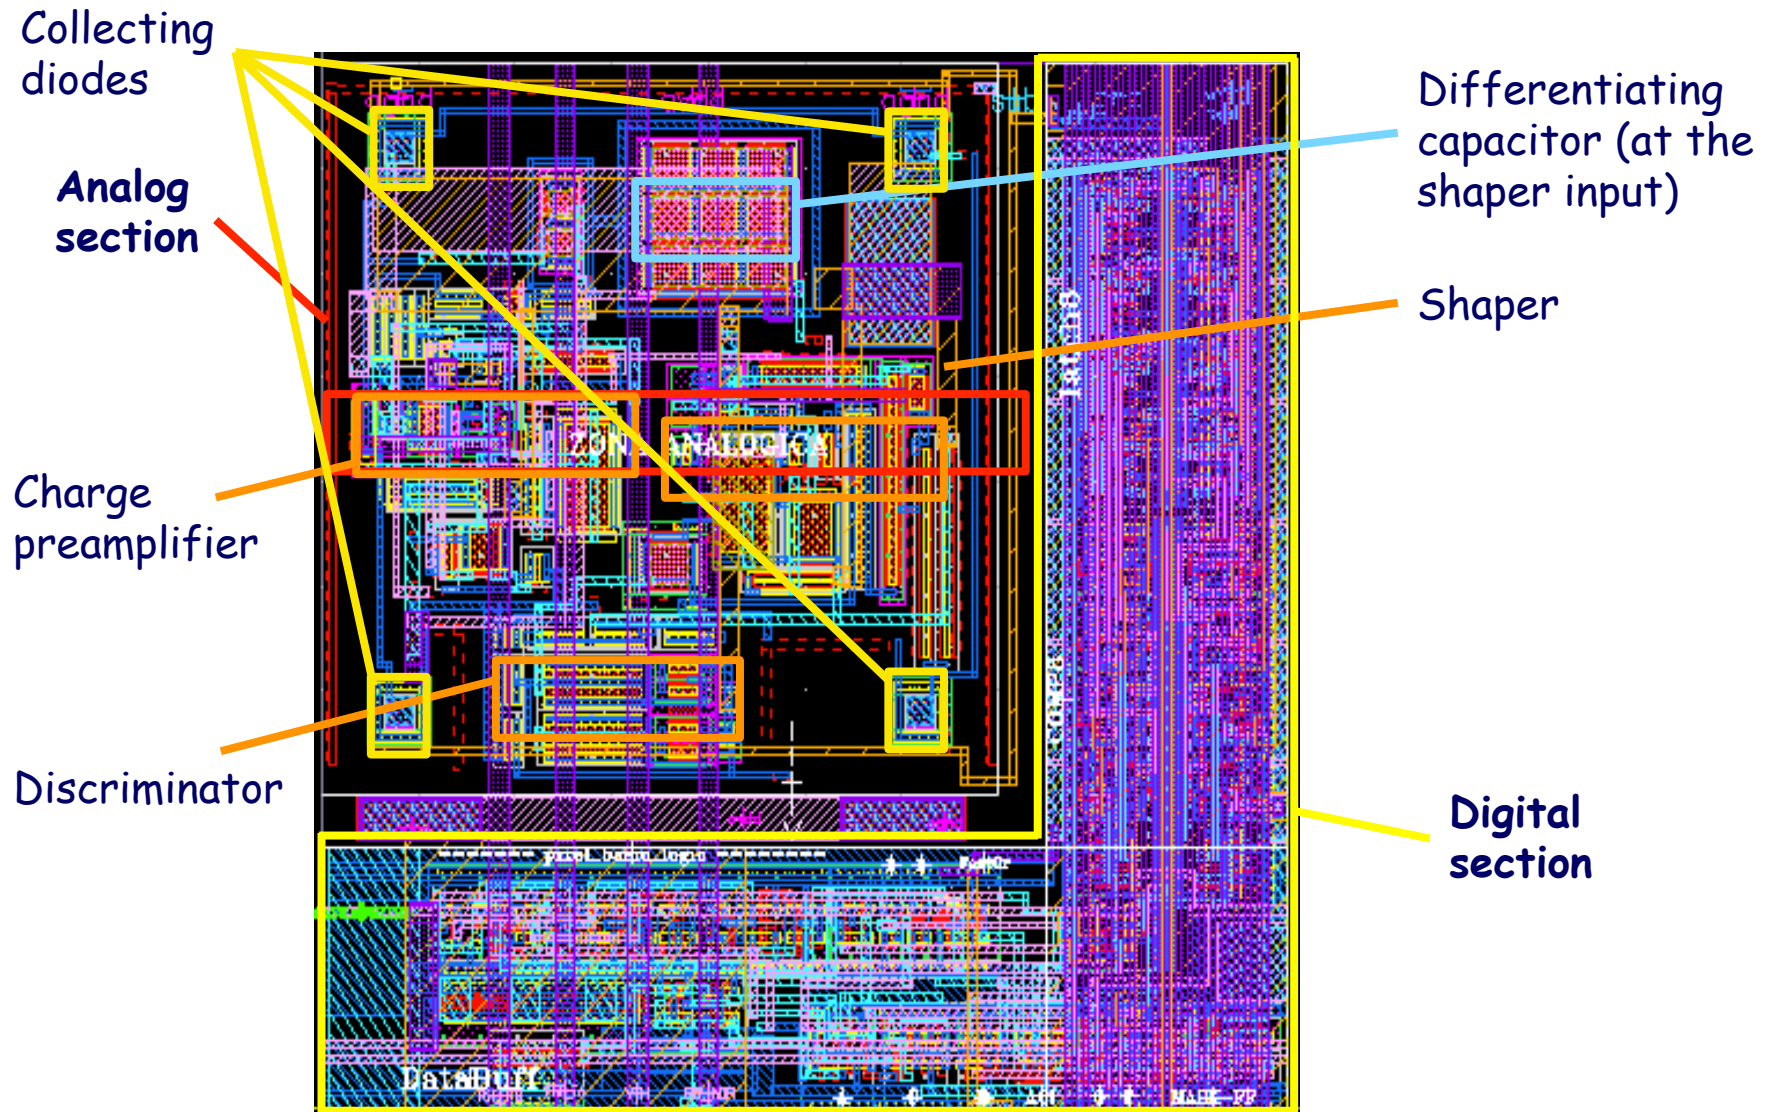 Collecting
diodes
Differentiating
capacitor (at the
shaper input)
Analog
section
Shaper
ZON ANALOGICA
Charge
preamplifier
Discriminator
Digital
section
DataBuff